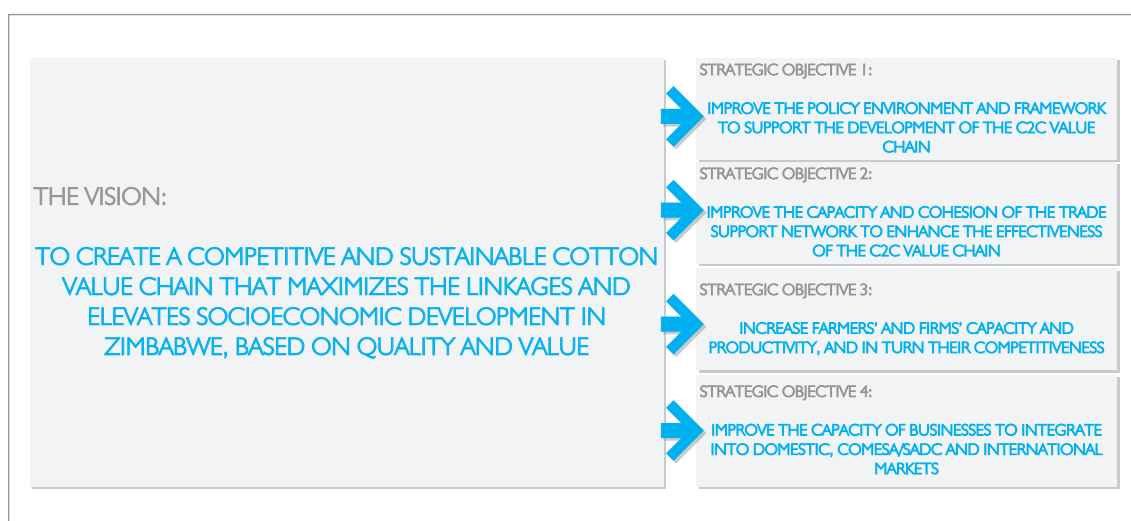 THE VISION:
TO CREATE A COMPETITIVE AND SUSTAINABLE COTTON
VALUE CHAIN THAT MAXIMIZES THE LINKAGES AND
ELEVATES SOCIOECONOMIC DEVELOPMENT IN
ZIMBABWE, BASED ON QUALITY AND VALUE
STRATEGIC OBJECTIVE 1:
IMPROVE THE POLICY ENVIRONMENT AND FRAMEWORK
TO SUPPORT THE DEVELOPMENT OF THE C2C VALUE
CHAIN
STRATEGIC OBJECTIVE 2:
IMPROVE THE CAPACITY AND COHESION OF THE TRADE
SUPPORT NETWORK TO ENHANCE THE EFFECTIVENESS
OF THE C2C VALUE CHAIN
STRATEGIC OBJECTIVE 3:
INCREASE FARMERS’ AND FIRMS’ CAPACITY AND
PRODUCTIVITY, AND IN TURN THEIR COMPETITIVENESS
STRATEGIC OBJECTIVE 4:
IMPROVE THE CAPACITY OF BUSINESSES TO INTEGRATE
INTO DOMESTIC, COMESA/SADC AND INTERNATIONAL
MARKETS